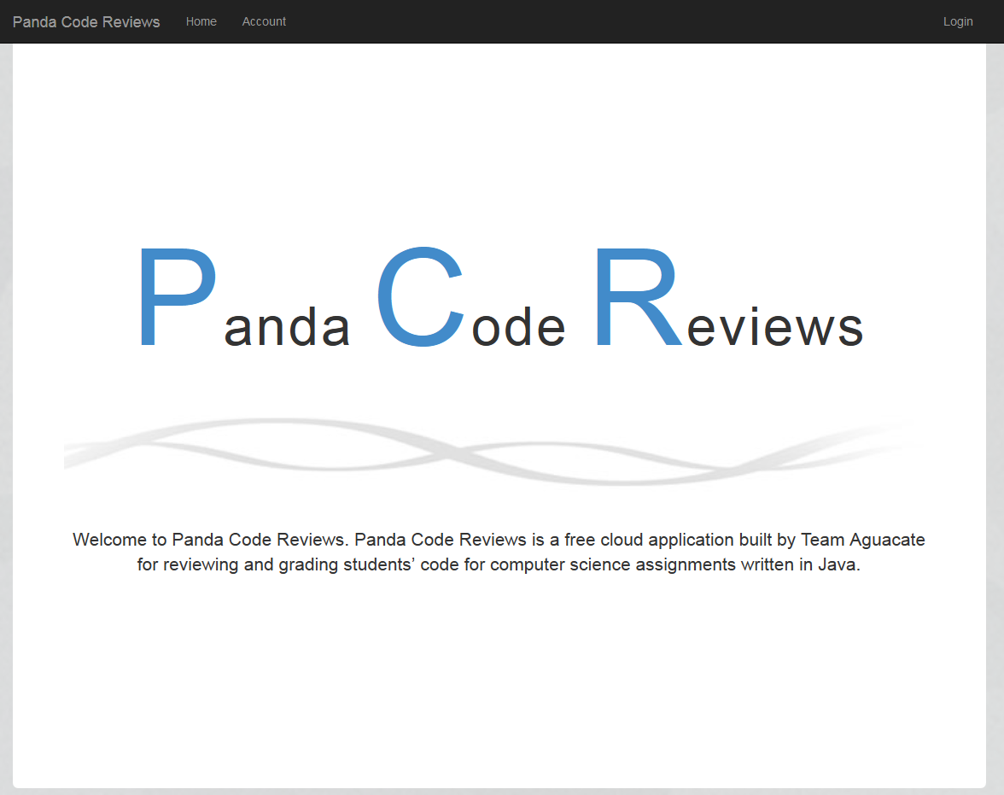 Panda Code Reviews Home Account Login
Panda Code Reviews
Welcome to Panda Code Reviews. Panda Code Reviews is a free cloud application built by Team Aguacate
for reviewing and grading students’ code for computer science assignments written in Java.